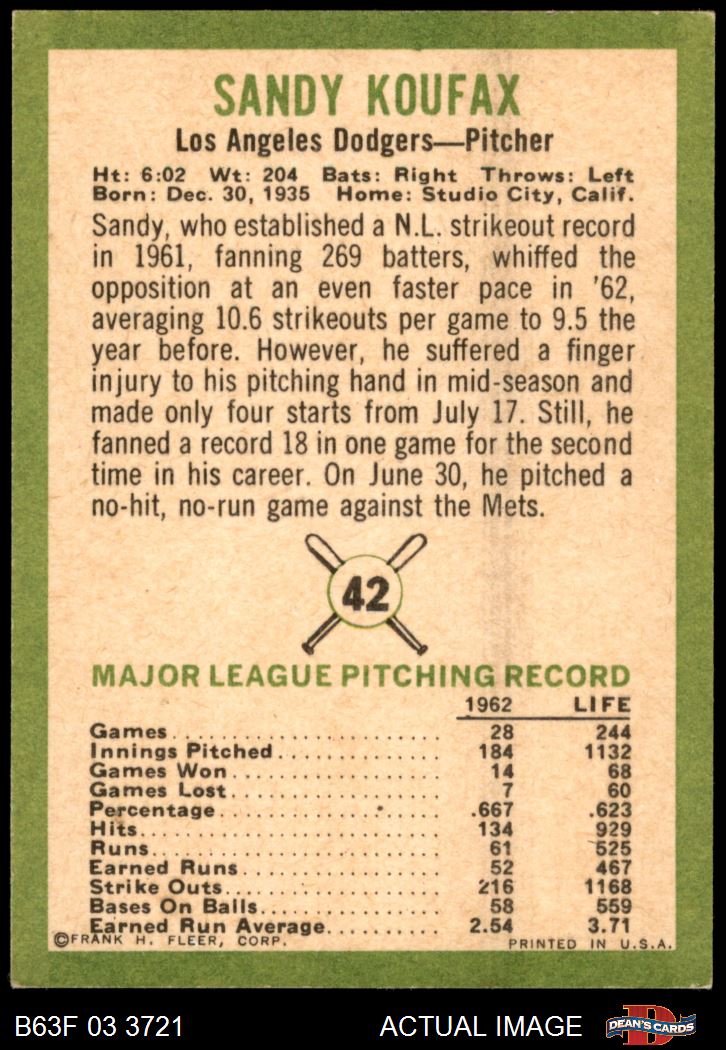 SANDY KOUFAX
Los Angeles Dodgers—Pitcher
Ht: 6:02 Wt: 204 Bats: Right Throws: Left
Born: Dec. 30, 1935 Home: Studio City, Calif.
Sandy, who established a N.L. strikeout record
in 1961, fanning 269 batters, whiffed the
opposition at an even faster pace in '62,
averaging 10.6 strikeouts per game to 9.5 the
year before. However, he suffered a finger
injury to his pitching hand in mid-season and
made only four starts from July 17. Still, he
fanned a record 18 in one game for the second
time in his career. On June 30, he pitched a
no-hit, no-run game against the Mets.
42
MAJOR LEAGUE PITCHING RECORD
1962 LIFE
Games 28 244
Innings Pitched 184 1132
Games Won 14 68
Games Lost 7 60
Percentage .667 .623
Hits 134 929
Runs 61 525
Earned Runs 52 467
Strike Outs 216 1168
Bases On Balls 58 559
Earned Run Average 2.54 3.71
©FRANK H. FLEER, CORP. PRINTED IN U.S.A.
B63F 03 3721 ACTUAL IMAGE D DEAN'S CARDS